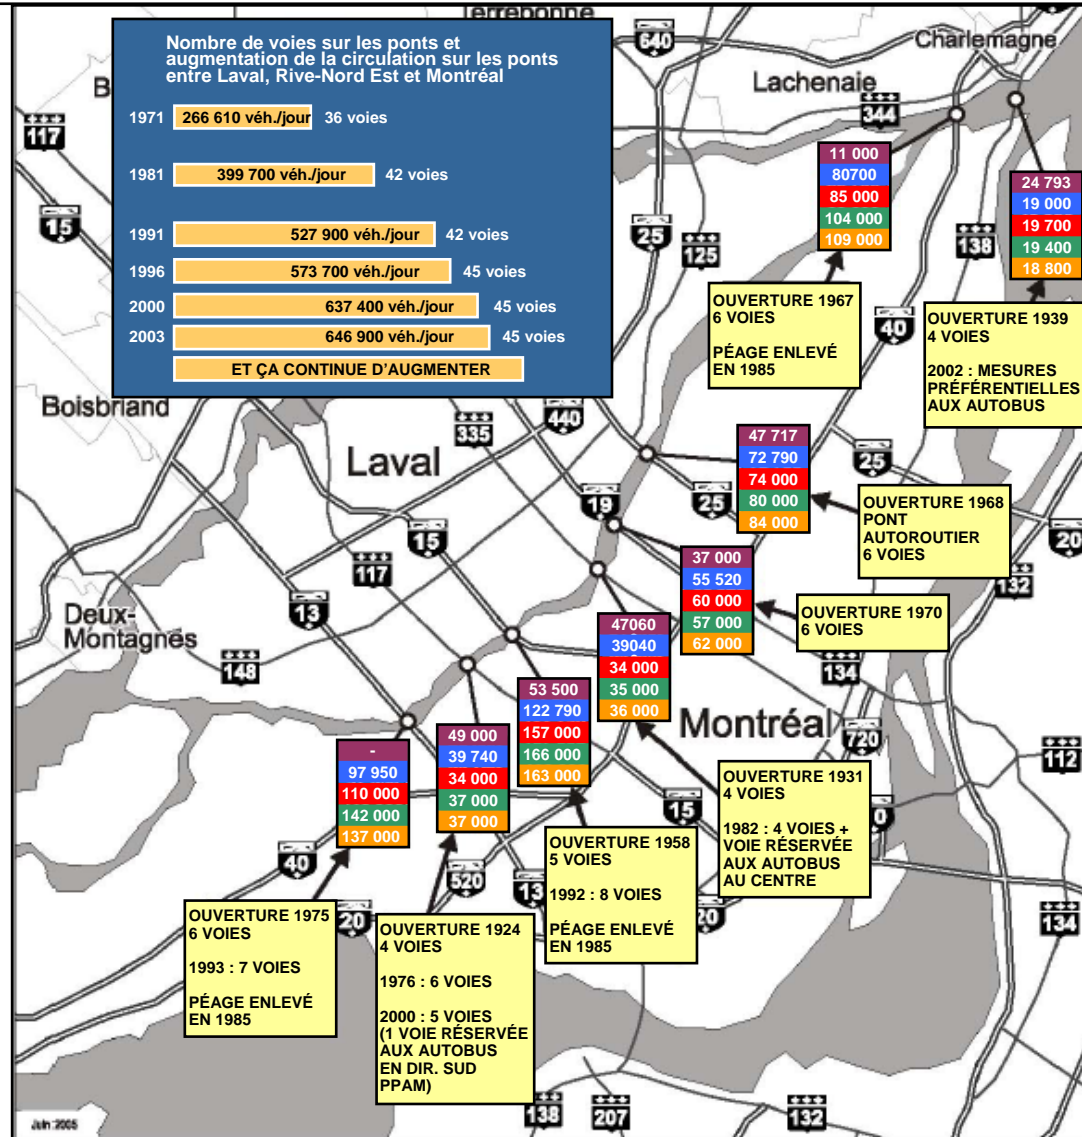 Terrebonne
Nombre de voies sur les ponts et
augmentation de la circulation sur les ponts
entre Laval, Rive-Nord Est et Montréal
1971 266 610 véh./jour 36 voies
1981 399 700 véh./jour 42 voies
1991 527 900 véh./jour 42 voies
1996 573 700 véh./jour 45 voies
2000 637 400 véh./jour 45 voies
2003 646 900 véh./jour 45 voies
ET ÇA CONTINUE D'AUGMENTER
B
640
Charlemagne
Lachenaie
344
117
15
25
125
138
40
11 000
80700
85 000
104 000
109 000
24 793
19 000
19 700
19 400
18 800
OUVERTURE 1967
6 VOIES
PÉAGE ENLEVÉ
EN 1985
OUVERTURE 1939
4 VOIES
2002 : MESURES
PRÉFÉRENTIELLES
AUX AUTOBUS
Boisbriand
Laval
335
440
47 717
72 790
74 000
80 000
84 000
25
OUVERTURE 1968
PONT
AUTOROUTIER
6 VOIES
20
132
19
25
15
117
13
Deux-
Montagnes
148
37 000
55 520
60 000
57 000
62 000
OUVERTURE 1970
6 VOIES
134
47060
39040
34 000
35 000
36 000
Montréal
720
112
53 500
122 790
157 000
166 000
163 000
49 000
39 740
34 000
37 000
37 000
-
97 950
110 000
142 000
137 000
OUVERTURE 1931
4 VOIES
1982 : 4 VOIES +
VOIE RÉSERVÉE
AUX AUTOBUS
AU CENTRE
15
0
40
520
13
20
20
134
OUVERTURE 1958
5 VOIES
1992 : 8 VOIES
PÉAGE ENLEVÉ
EN 1985
OUVERTURE 1975
6 VOIES
1993 : 7 VOIES
PÉAGE ENLEVÉ
EN 1985
OUVERTURE 1924
4 VOIES
1976 : 6 VOIES
2000 : 5 VOIES
(1 VOIE RÉSERVÉE
AUX AUTOBUS
EN DIR. SUD
PPAM)
138
207
132
Juin 2005